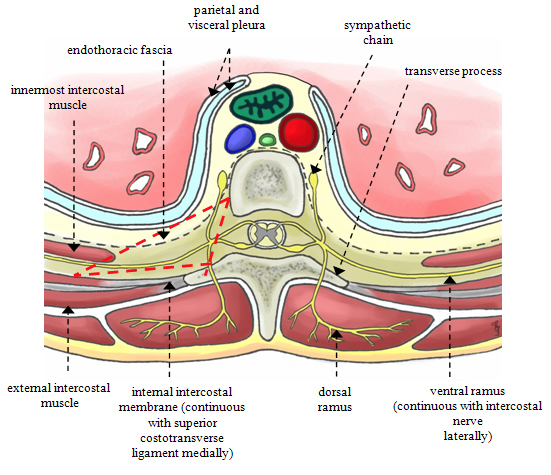 parietal and
visceral pleura
sympathetic
chain
endothoracic fascia
transverse process
innermost intercostal
muscle
external intercostal
muscle
internal intercostal
membrane (continuous
with superior
costotransverse
ligament medially)
dorsal
ramus
ventral ramus
(continuous with intercostal
nerve
laterally)